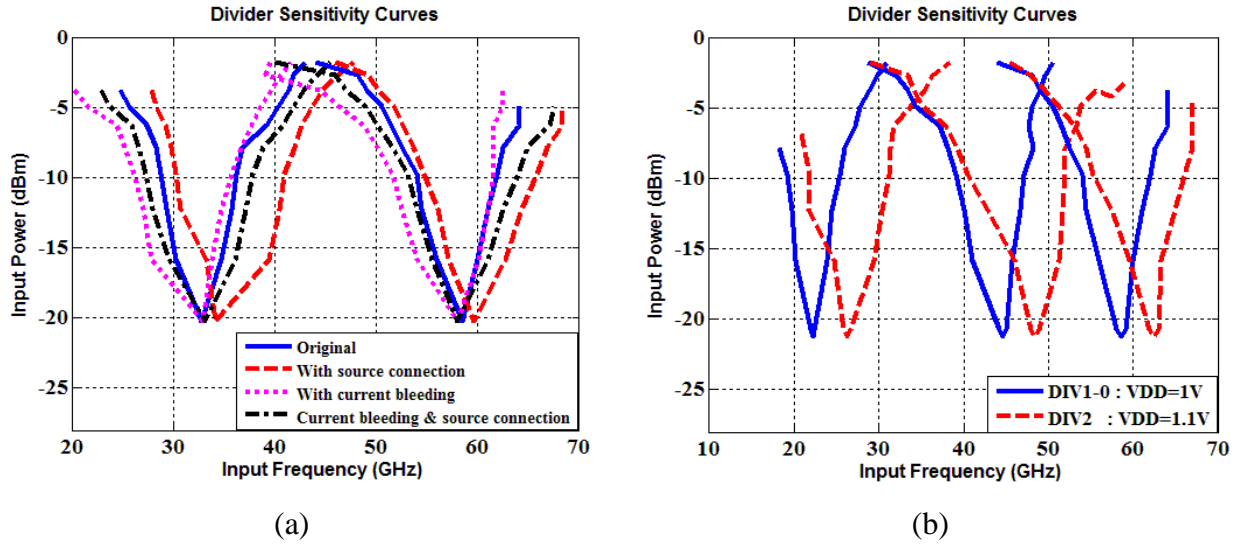 Divider Sensitivity Curves
0
-5
-10
-15
-20
-25
Input Power (dBm)
Original
With source connection
With current bleeding
Current bleeding & source connection
20 30 40 50 60 70
Input Frequency (GHz)
(a)
Divider Sensitivity Curves
0
-5
-10
-15
-20
-25
Input Power (dBm)
DIV1-0 : VDD=1V
DIV2 : VDD=1.1V
10 20 30 40 50 60 70
Input Frequency (GHz)
(b)